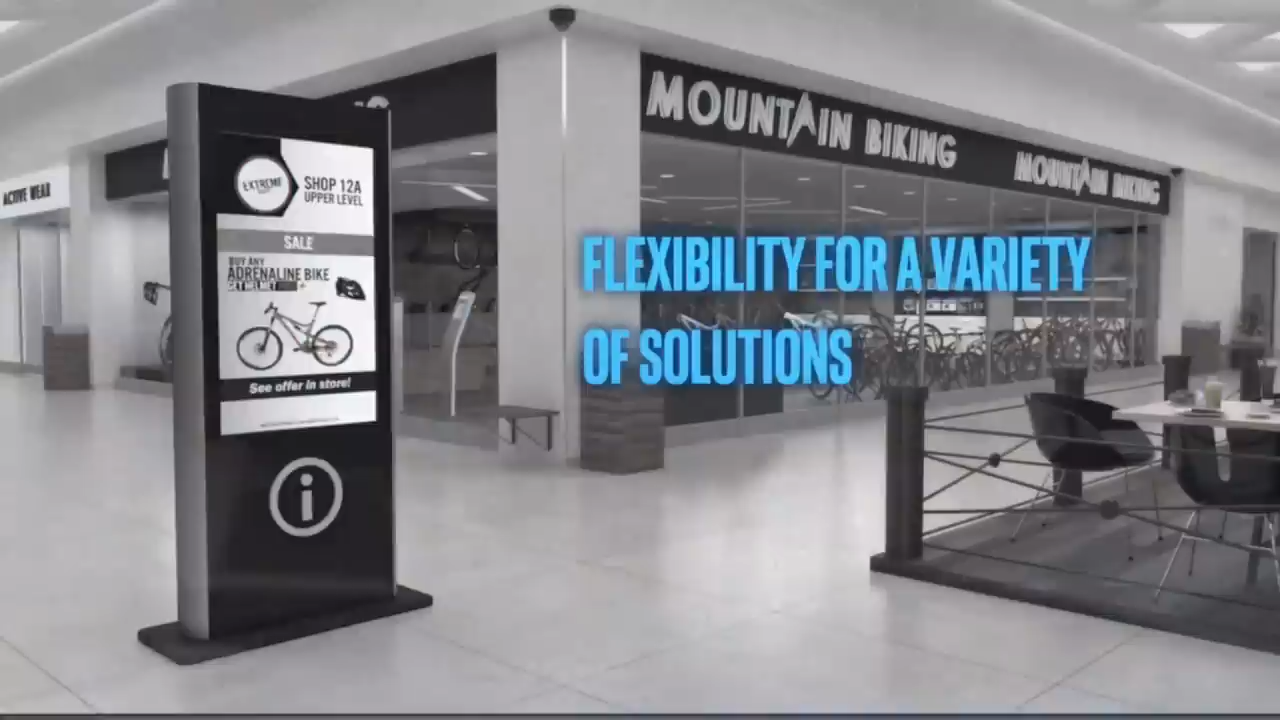 ACTIVE WEAR
EXTREME
SHOP 12A
UPPER LEVEL
SALE
BUY ANY
ADRENALINE BIKE
GET HELMET
See offer in store!
i
MOUNTAIN BIKING
MOUNTAIN BIKING
FLEXIBILITY FOR A VARIETY
OF SOLUTIONS